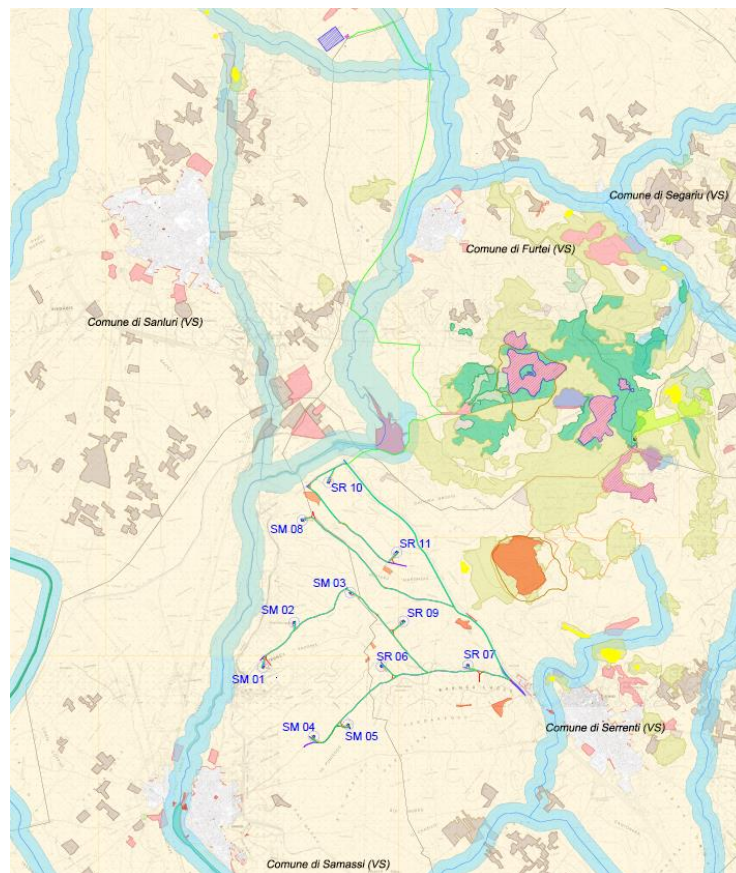 Comune di Segariu (VS)
Comune di Furtei (VS)
Comune di Sanluri (VS)
SR 10
SM 08
SR 11
SM 03
SM 02
SR 09
SR 06
SR 07
SM 01
SM 04
SM 05
Comune di Serrenti (VS)
Comune di Samassi (VS)